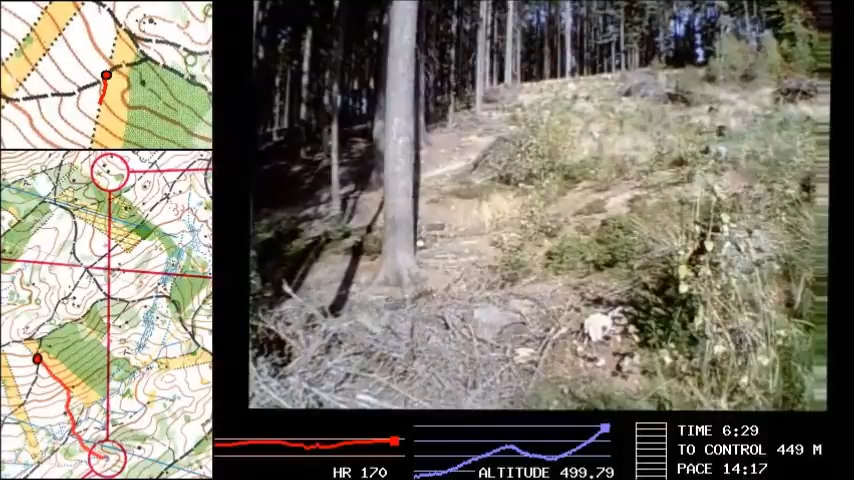 HR 170
ALTITUDE 499.79
TIME 6:29
TO CONTROL 449 M
PACE 14:17